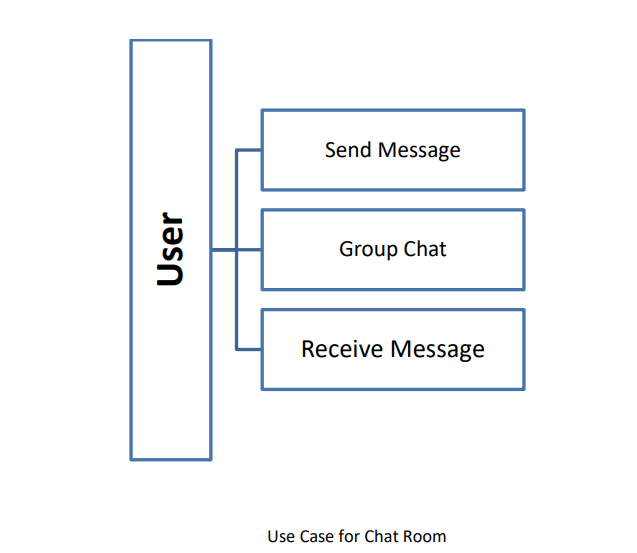 User
Send Message
Group Chat
Receive Message
Use Case for Chat Room